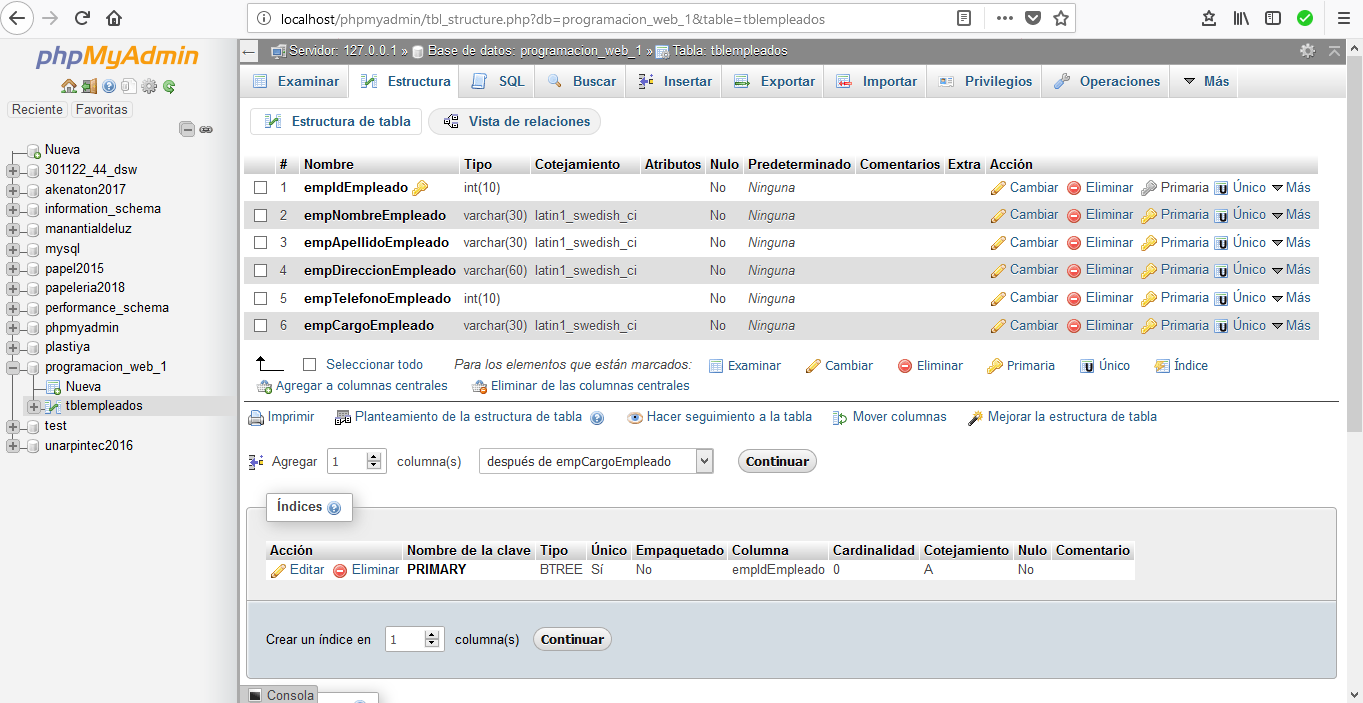 localhost/phpmyadmin/tbl_structure.php?db=programacion_web_1&table=tblempleados
phpMyAdmin
Reciente Favoritas
Nueva
301122_44_dsw
akenaton2017
information_schema
manantialdeluz
mysql
papel2015
papeleria2018
performance_schema
phpmyadmin
plastiya
programacion_web_1
Nueva
tblempleados
test
unarpintec2016
Servidor: 127.0.0.1 » Base de datos: programacion_web_1 » Tabla: tblempleados
Examinar Estructura SQL Buscar Insertar Exportar Importar Privilegios Operaciones Más
Estructura de tabla Vista de relaciones
# Nombre Tipo Cotejamiento Atributos Nulo Predeterminado Comentarios Extra Acción
1 empIdEmpleado int(10) No Ninguna Cambiar Eliminar Primaria Único Más
2 empNombreEmpleado varchar(30) latin1_swedish_ci No Ninguna Cambiar Eliminar Primaria Único Más
3 empApellidoEmpleado varchar(30) latin1_swedish_ci No Ninguna Cambiar Eliminar Primaria Único Más
4 empDireccionEmpleado varchar(60) latin1_swedish_ci No Ninguna Cambiar Eliminar Primaria Único Más
5 empTelefonoEmpleado int(10) No Ninguna Cambiar Eliminar Primaria Único Más
6 empCargoEmpleado varchar(30) latin1_swedish_ci No Ninguna Cambiar Eliminar Primaria Único Más
Seleccionar todo Para los elementos que están marcados: Examinar Cambiar Eliminar Primaria Único Índice
Agregar a columnas centrales Eliminar de las columnas centrales
Imprimir Planteamiento de la estructura de tabla Hacer seguimiento a la tabla Mover columnas Mejorar la estructura de tabla
Agregar 1 columna(s) después de empCargoEmpleado Continuar
Índices
Acción Nombre de la clave Tipo Único Empaquetado Columna Cardinalidad Cotejamiento Nulo Comentario
Editar Eliminar PRIMARY BTREE Sí No empIdEmpleado 0 A No
Crear un índice en 1 columna(s) Continuar
Consola